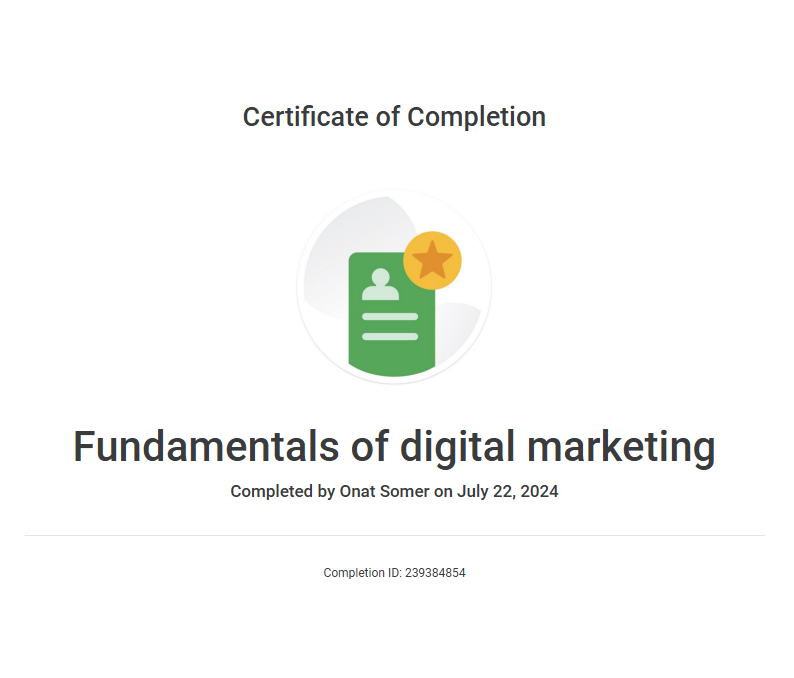 Certificate of Completion
Fundamentals of digital marketing
Completed by Onat Somer on July 22, 2024
Completion ID: 239384854